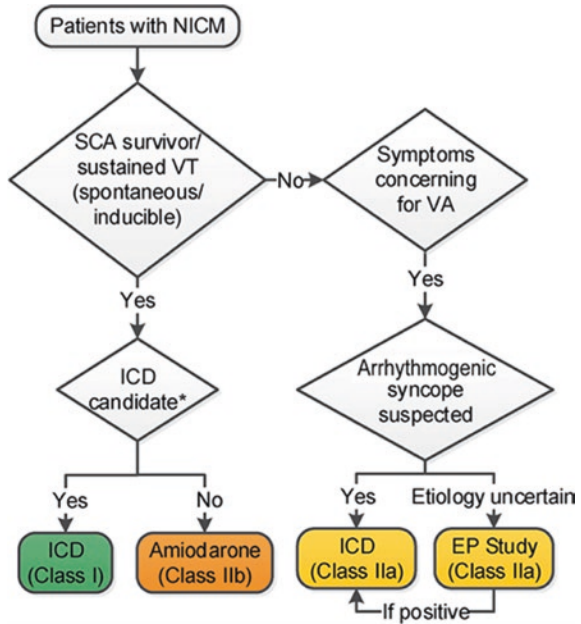 Patients with NICM
SCA survivor/
sustained VT
(spontaneous/
inducible)
No
Symptoms
concerning
for VA
Yes
Yes
ICD
candidate*
Arrhythmogenic
syncope
suspected
Yes
No
Yes
Etiology uncertain
ICD
(Class I)
Amiodarone
(Class IIb)
ICD
(Class IIa)
EP Study
(Class IIa)
If positive